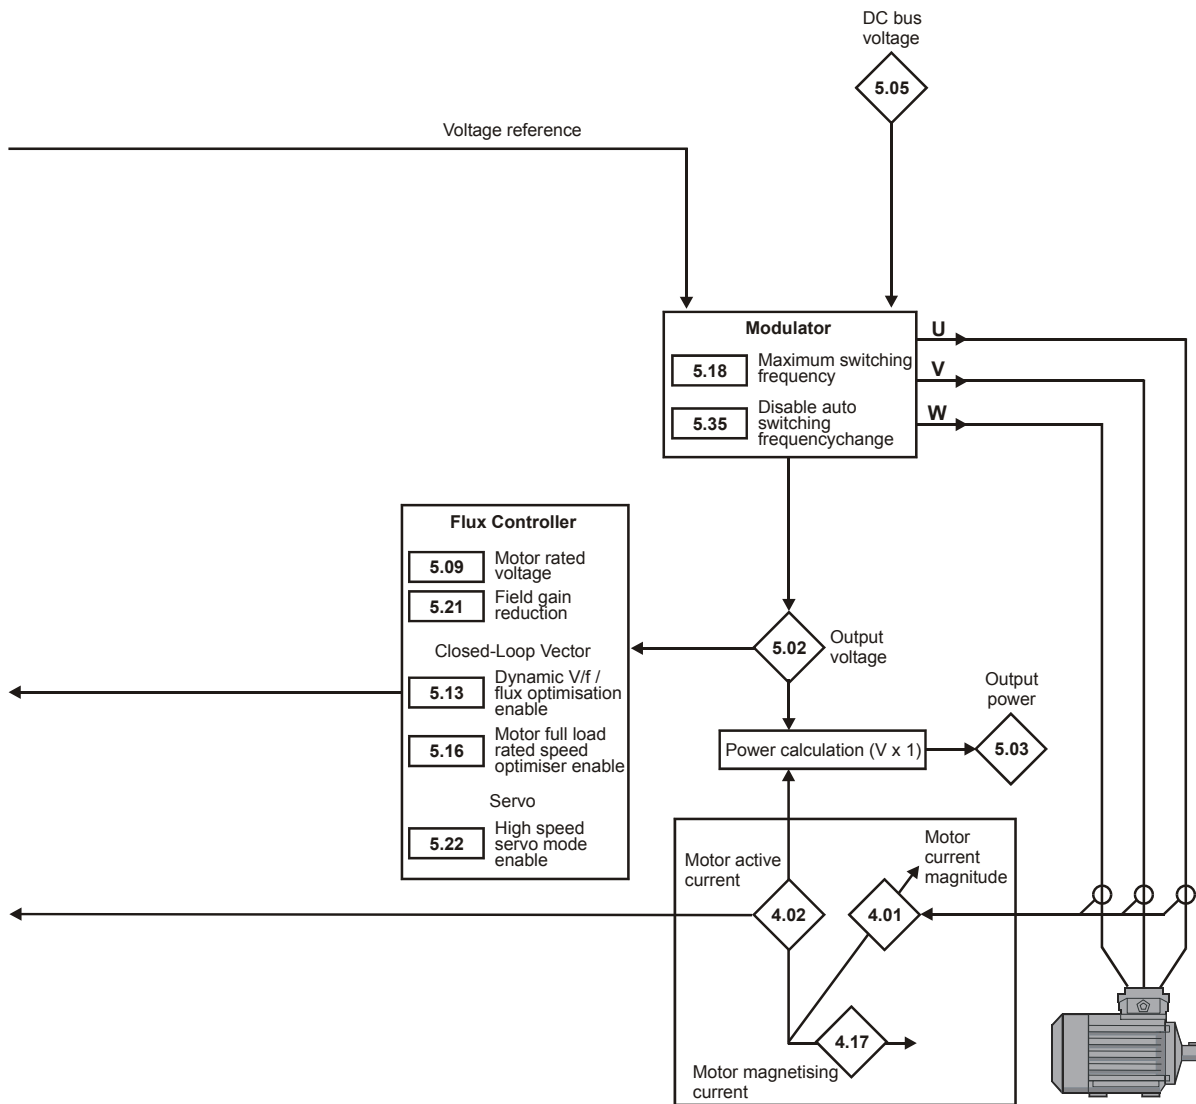 DC bus
voltage
5.05
Voltage reference
Modulator
5.18
Maximum switching
frequency
5.35
Disable auto
switching
frequencychange
U
V
W
Flux Controller
5.09
Motor rated
voltage
5.21
Field gain
reduction
Closed-Loop Vector
5.13
Dynamic V/f /
flux optimisation
enable
5.16
Motor full load
rated speed
optimiser enable
Servo
5.22
High speed
servo mode
enable
5.02
Output
voltage
Output
power
Power calculation (V x 1)
5.03
Motor active
current
Motor
current
magnitude
4.02
4.01
4.17
Motor magnetising
current